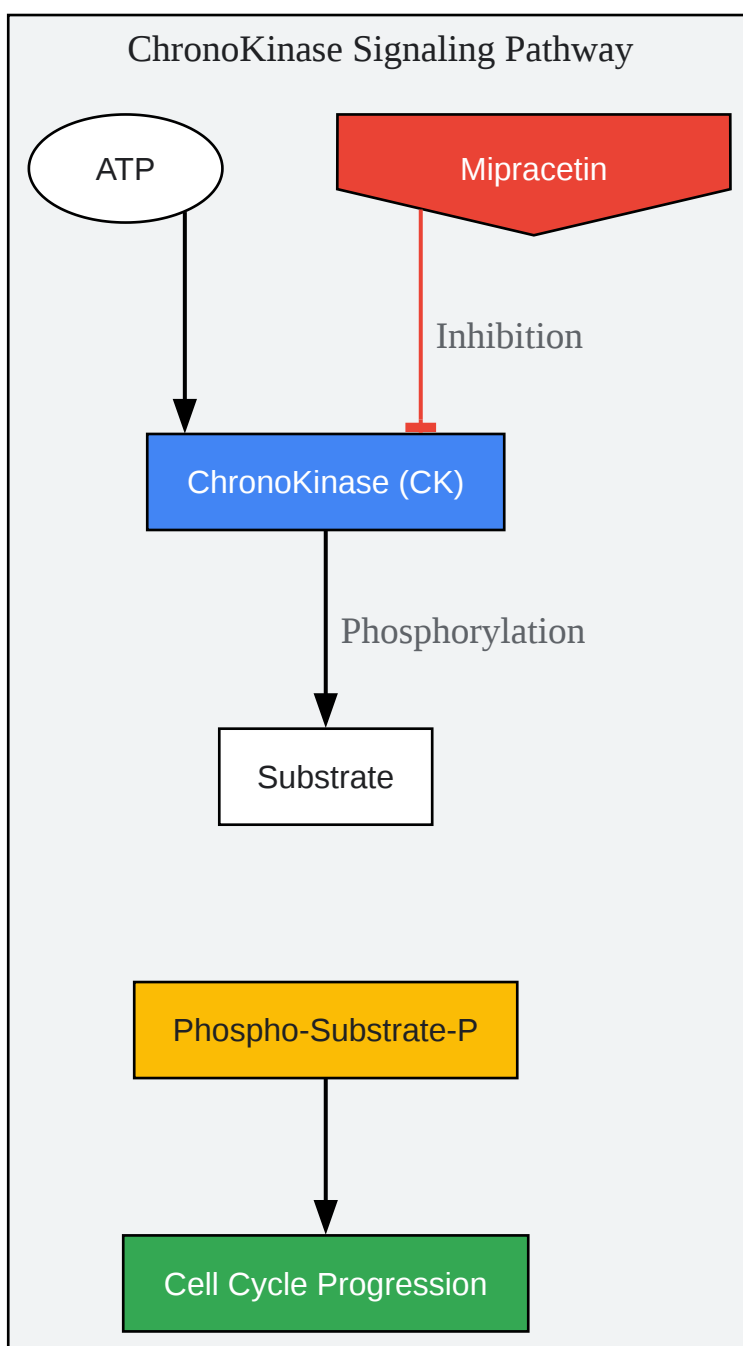 ChronoKinase Signaling Pathway
ATP
Mipracetin
Inhibition
ChronoKinase (CK)
Phosphorylation
Substrate
Phospho-Substrate-P
Cell Cycle Progression